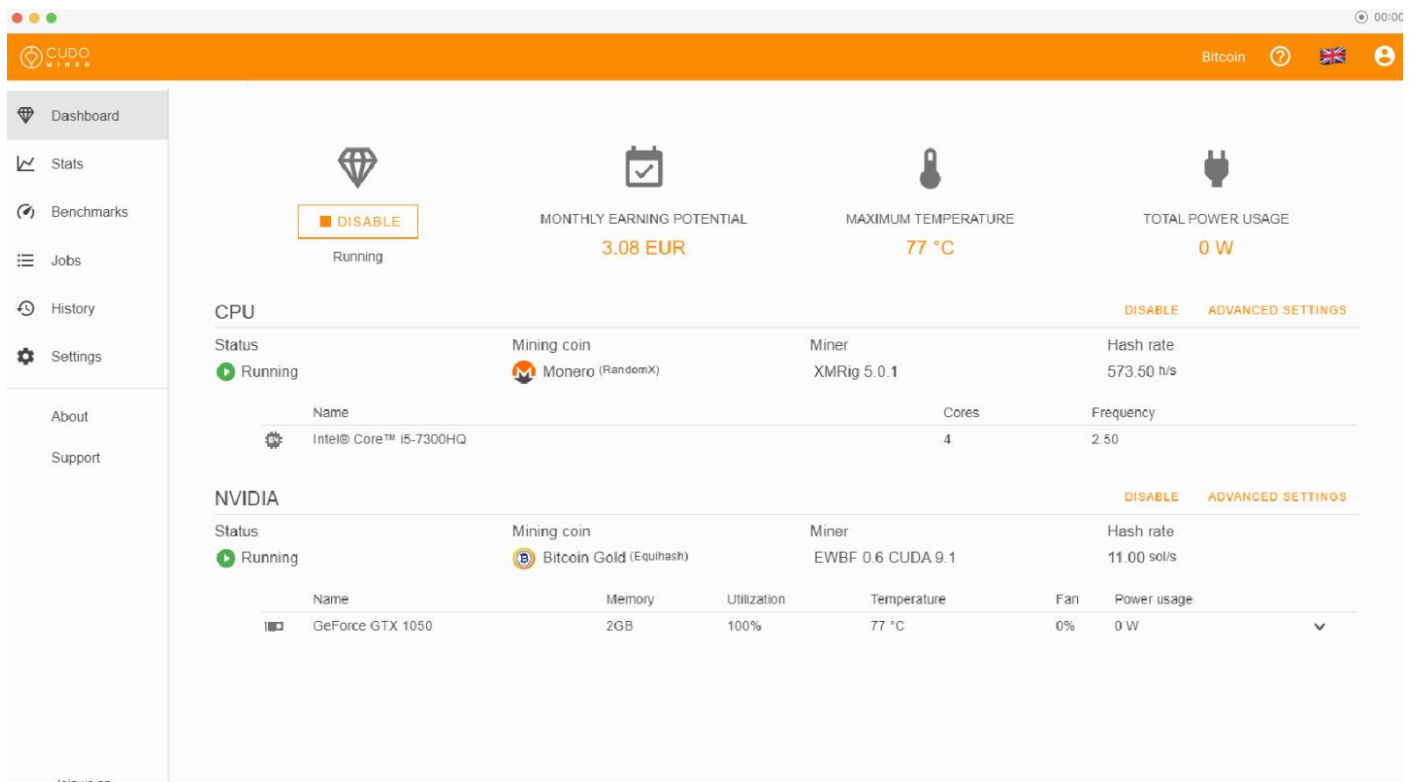 00:00
CUDO
MINER
Bitcoin
Dashboard
Stats
Benchmarks
Jobs
History
Settings
About
Support
DISABLE
Running
MONTHLY EARNING POTENTIAL
3.08 EUR
MAXIMUM TEMPERATURE
77 °C
TOTAL POWER USAGE
0 W
CPU DISABLE ADVANCED SETTINGS
Status Mining coin Miner Hash rate
Running Monero (RandomX) XMRig 5.0.1 573.50 h/s
Name Cores Frequency
64 Intel® Core™ i5-7300HQ 4 2.50
NVIDIA DISABLE ADVANCED SETTINGS
Status Mining coin Miner Hash rate
Running Bitcoin Gold (Equihash) EWBF 0.6 CUDA 9.1 11.00 sol/s
Name Memory Utilization Temperature Fan Power usage
GeForce GTX 1050 2GB 100% 77 °C 0% 0 W